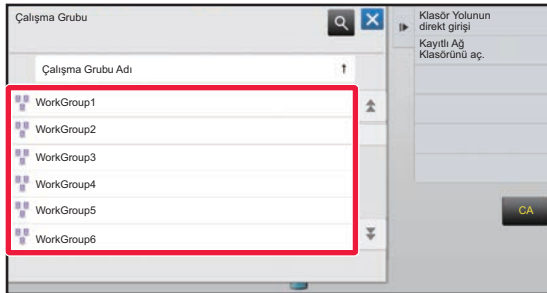 Çalışma Grubu
Çalışma Grubu Adı
WorkGroup1
WorkGroup2
WorkGroup3
WorkGroup4
WorkGroup5
WorkGroup6
Klasör Yolunun
direkt girişi
Kayıtlı Ağ
Klasörünü aç.
CA